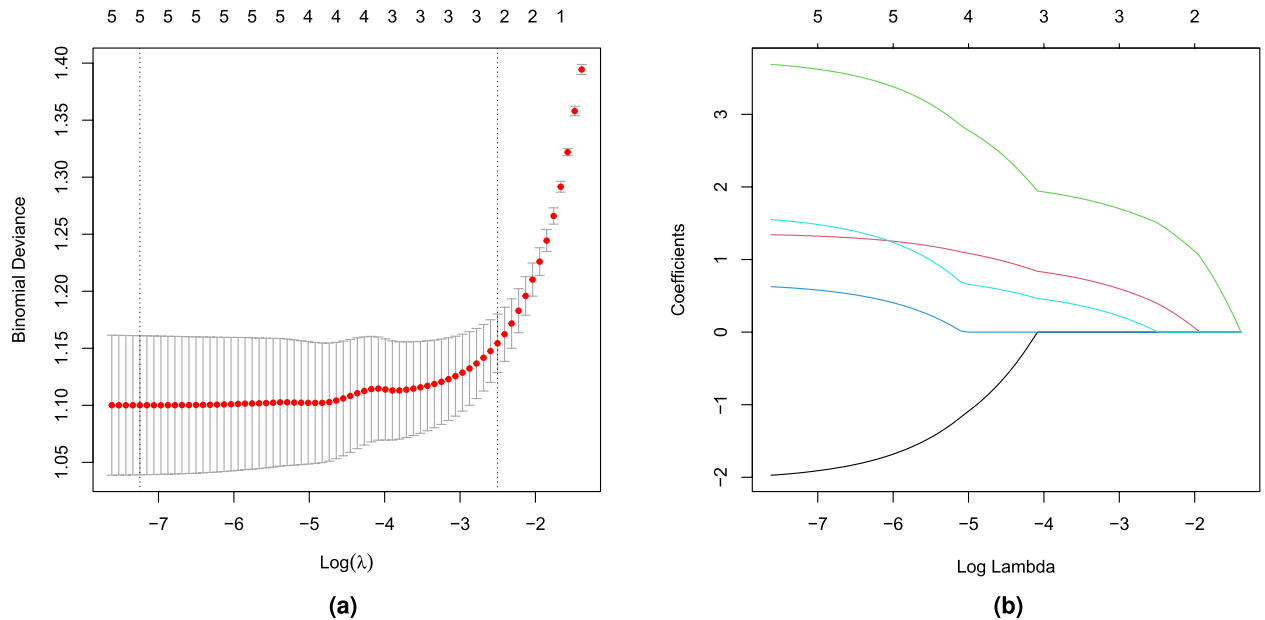 5 5 5 5 5 5 4 4 4 3 3 3 3 2 2 1
1.40
1.35
1.30
1.25
1.20
1.15
1.10
1.05
Binomial Deviance
−7 −6 −5 −4 −3 −2
Log(λ)
(a)
5 5 4 3 3 2
3
2
1
0
−1
−2
Coefficients
−7 −6 −5 −4 −3 −2
Log Lambda
(b)